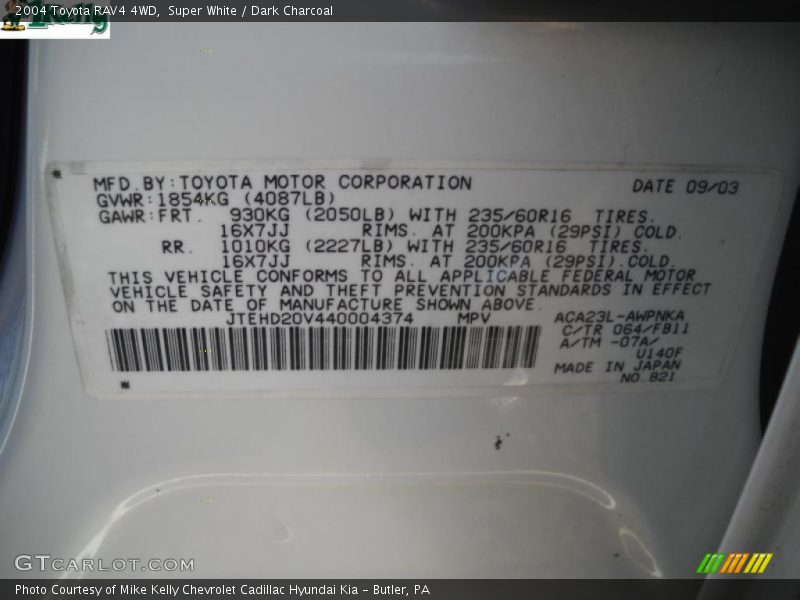 2004 Toyota RAV4 4WD,  Super White / Dark Charcoal
MFD.BY:TOYOTA MOTOR CORPORATION DATE 09/03
GVWR:1854KG (4087LB)
GAWR:FRT. 930KG (2050LB) WITH 235/60R16 TIRES.
16X7JJ RIMS. AT 200KPA (29PSI) COLD.
RR. 1010KG (2227LB) WITH 235/60R16 TIRES.
16X7JJ RIMS. AT 200KPA (29PSI) COLD.
THIS VEHICLE CONFORMS TO ALL APPLICABLE FEDERAL MOTOR
VEHICLE SAFETY AND THEFT PREVENTION STANDARDS IN EFFECT
ON THE DATE OF MANUFACTURE SHOWN ABOVE.
JTEHD20V440004374 MPV ACA23L-AWPNKA
C/TR 064/FB11
A/TM -07A/
U140F
MADE IN JAPAN
NO.821
GTCARLOT.COM
Photo Courtesy of Mike Kelly Chevrolet Cadillac Hyundai Kia – Butler, PA